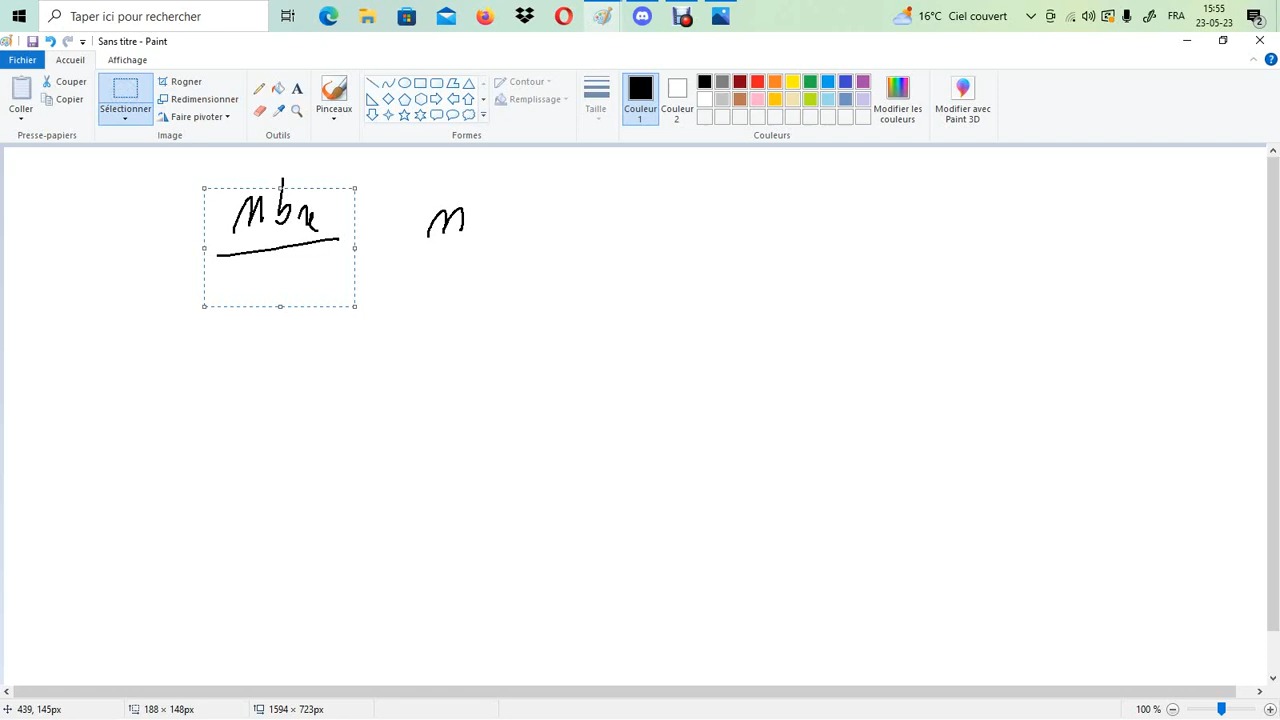 Taper ici pour rechercher 16°C Ciel couvert FRA 15:55
23-05-23 2
Sans titre - Paint
Fichier Accueil Affichage
Coller Couper Copier
Presse-papiers
Sélectionner Rogner Redimensionner Faire pivoter
Image
A
Outils
Pinceaux
Formes
Contour Remplissage
Taille
Couleur 1 Couleur 2
Modifier les couleurs
Couleurs
Modifier avec Paint 3D
nbre n
439, 145px 188 × 148px 1594 × 723px 100 %